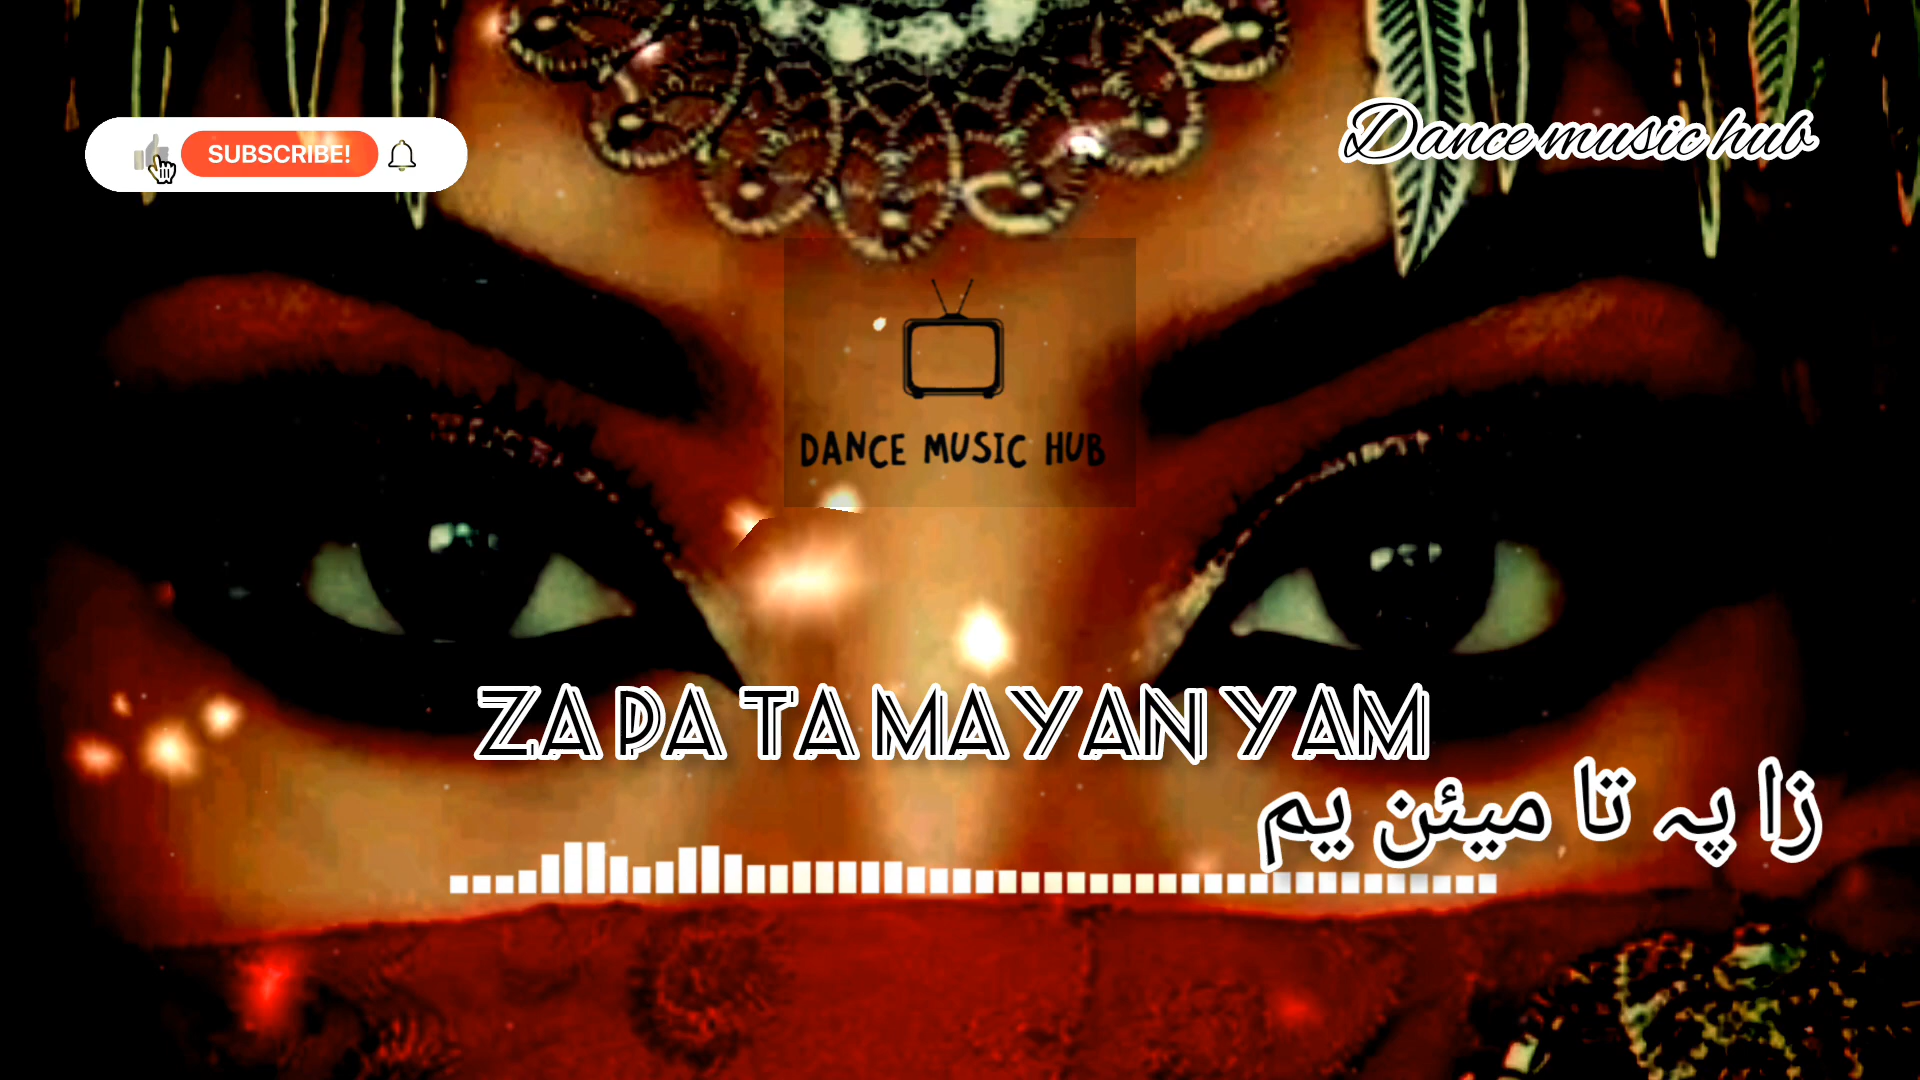 SUBSCRIBE!
Dance music hub
DANCE MUSIC HUB
ZA PA TA MAYAN YAM
زا پہ تا میئن یم